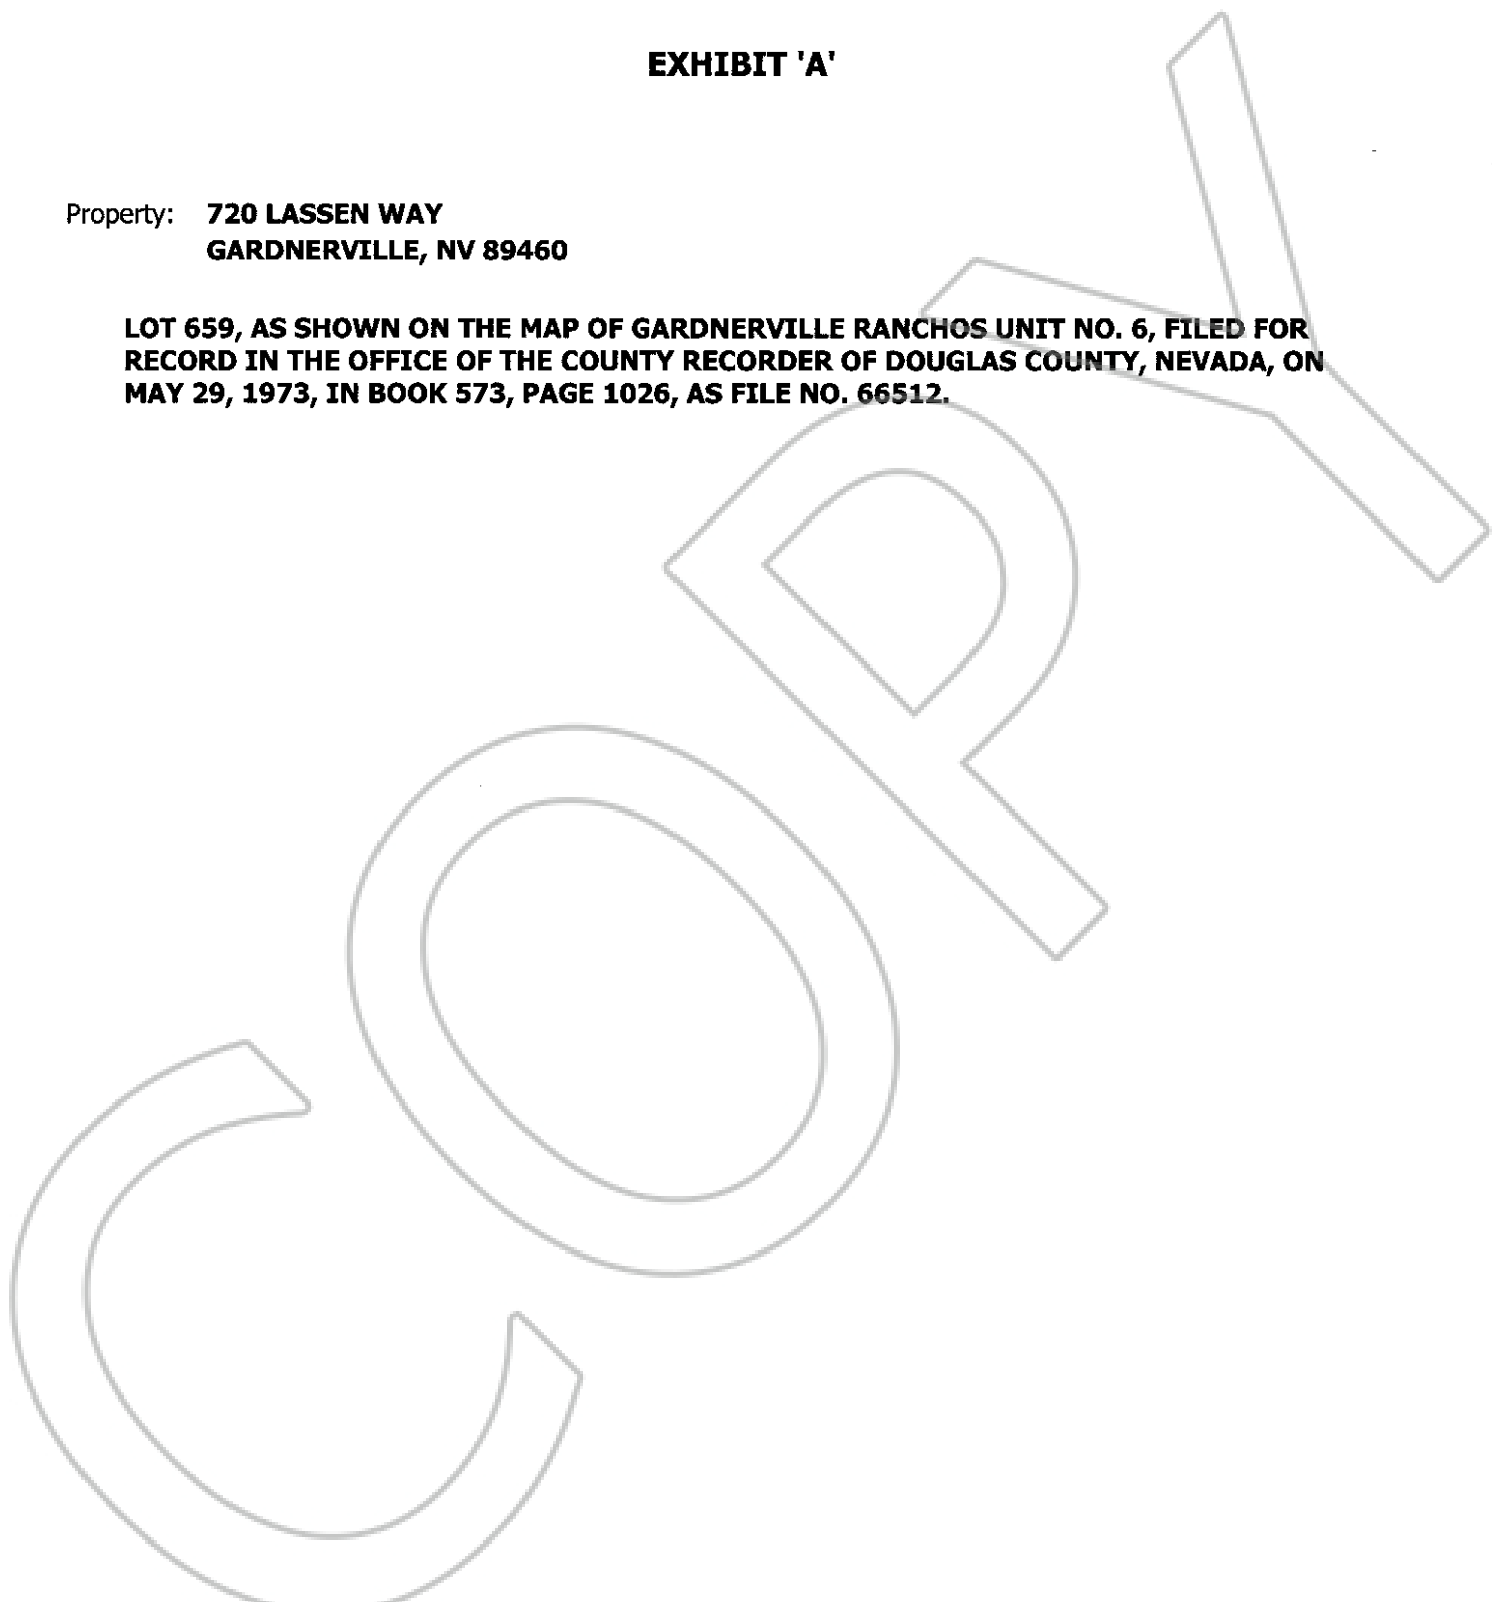 EXHIBIT 'A'
Property: 720 LASSEN WAY
GARDNERVILLE, NV 89460
LOT 659, AS SHOWN ON THE MAP OF GARDNERVILLE RANCHOS UNIT NO. 6, FILED FOR
RECORD IN THE OFFICE OF THE COUNTY RECORDER OF DOUGLAS COUNTY, NEVADA, ON
MAY 29, 1973, IN BOOK 573, PAGE 1026, AS FILE NO. 66512.
COPY